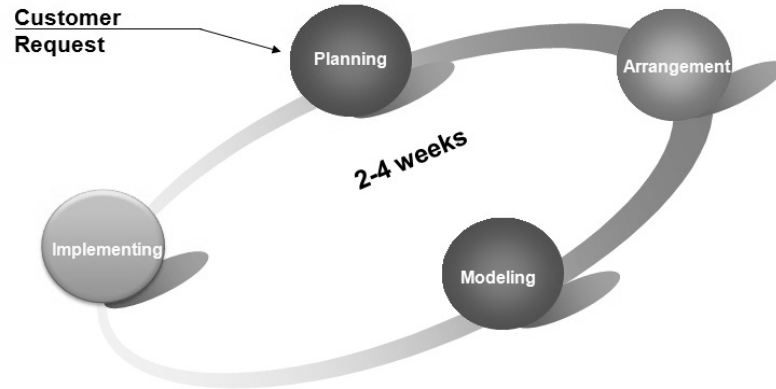 Customer
Request
Planning
Arrangement
2-4 weeks
Implementing
Modeling